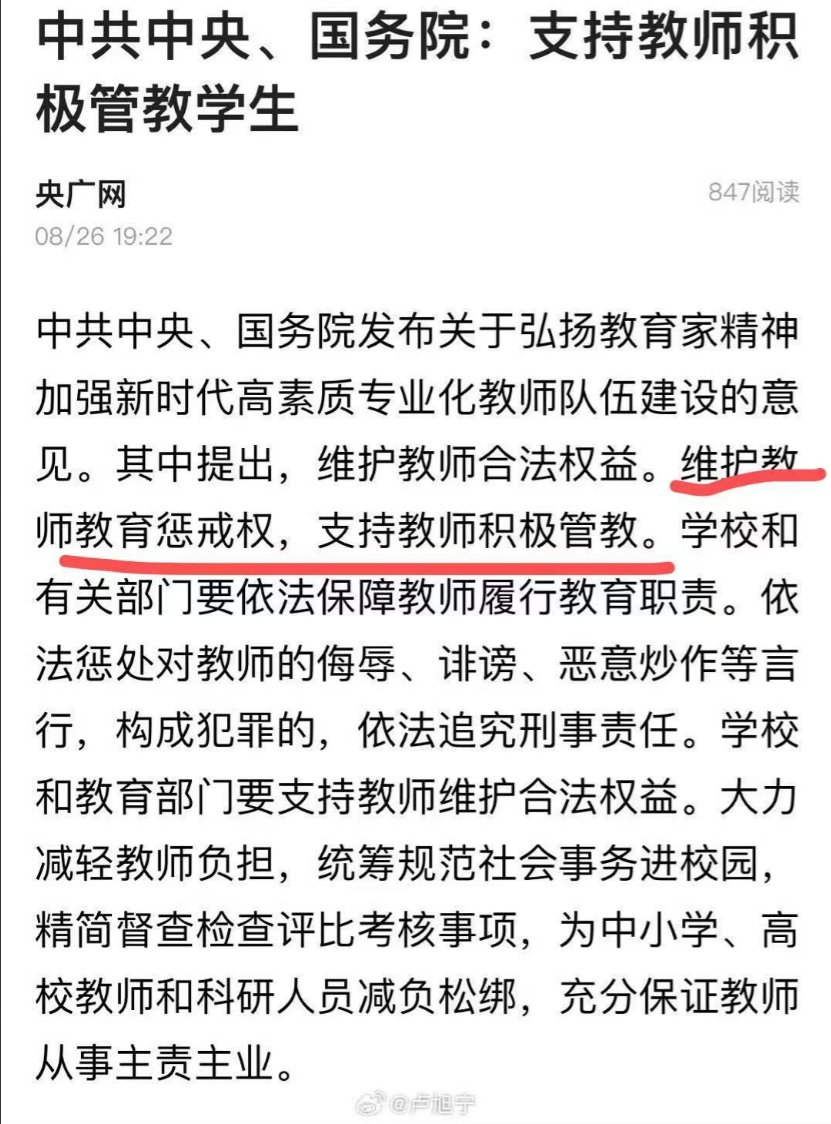 中共中央、国务院：支持教师积
极管教学生
央广网
847阅读
08/26 19:22
中共中央、国务院发布关于弘扬教育家精神
加强新时代高素质专业化教师队伍建设的意
见。其中提出，维护教师合法权益。维护教
师教育惩戒权，支持教师积极管教。学校和
有关部门要依法保障教师履行教育职责。依
法惩处对教师的侮辱、诽谤、恶意炒作等言
行，构成犯罪的，依法追究刑事责任。学校
和教育部门要支持教师维护合法权益。大力
减轻教师负担，统筹规范社会事务进校园，
精简督查检查评比考核事项，为中小学、高
校教师和科研人员减负松绑，充分保证教师
从事主责主业。
@卢旭宁